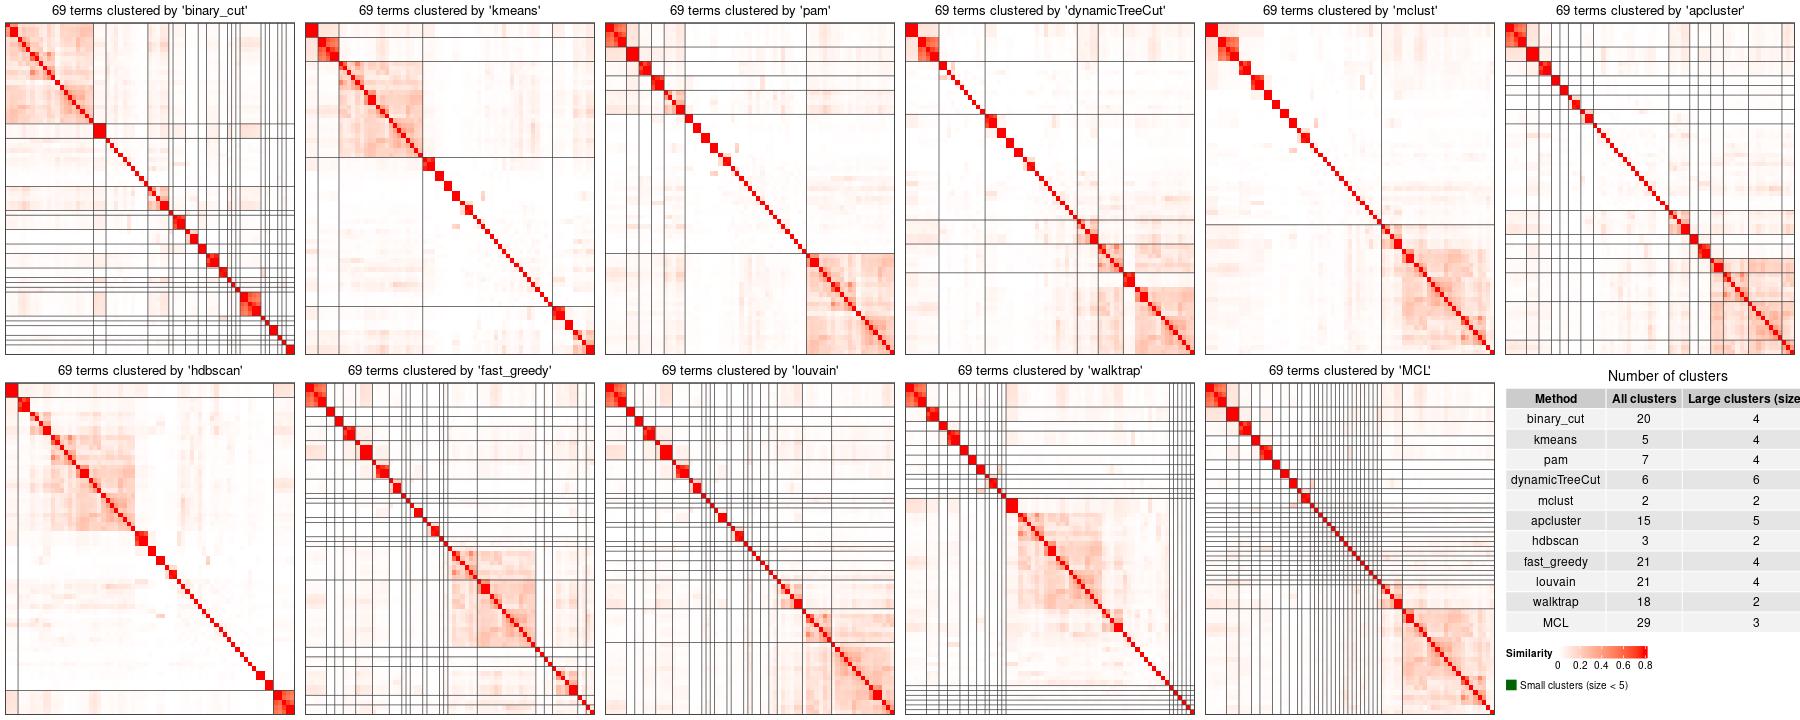 69 terms clustered by 'binary_cut'
69 terms clustered by 'kmeans'
69 terms clustered by 'pam'
69 terms clustered by 'dynamicTreeCut'
69 terms clustered by 'mclust'
69 terms clustered by 'apcluster'
69 terms clustered by 'hdbscan'
69 terms clustered by 'fast_greedy'
69 terms clustered by 'louvain'
69 terms clustered by 'walktrap'
69 terms clustered by 'MCL'
Number of clusters
Method All clusters Large clusters (size
binary_cut 20 4
kmeans 5 4
pam 7 4
dynamicTreeCut 6 6
mclust 2 2
apcluster 15 5
hdbscan 3 2
fast_greedy 21 4
louvain 21 4
walktrap 18 2
MCL 29 3
Similarity
0 0.2 0.4 0.6 0.8
Small clusters (size < 5)